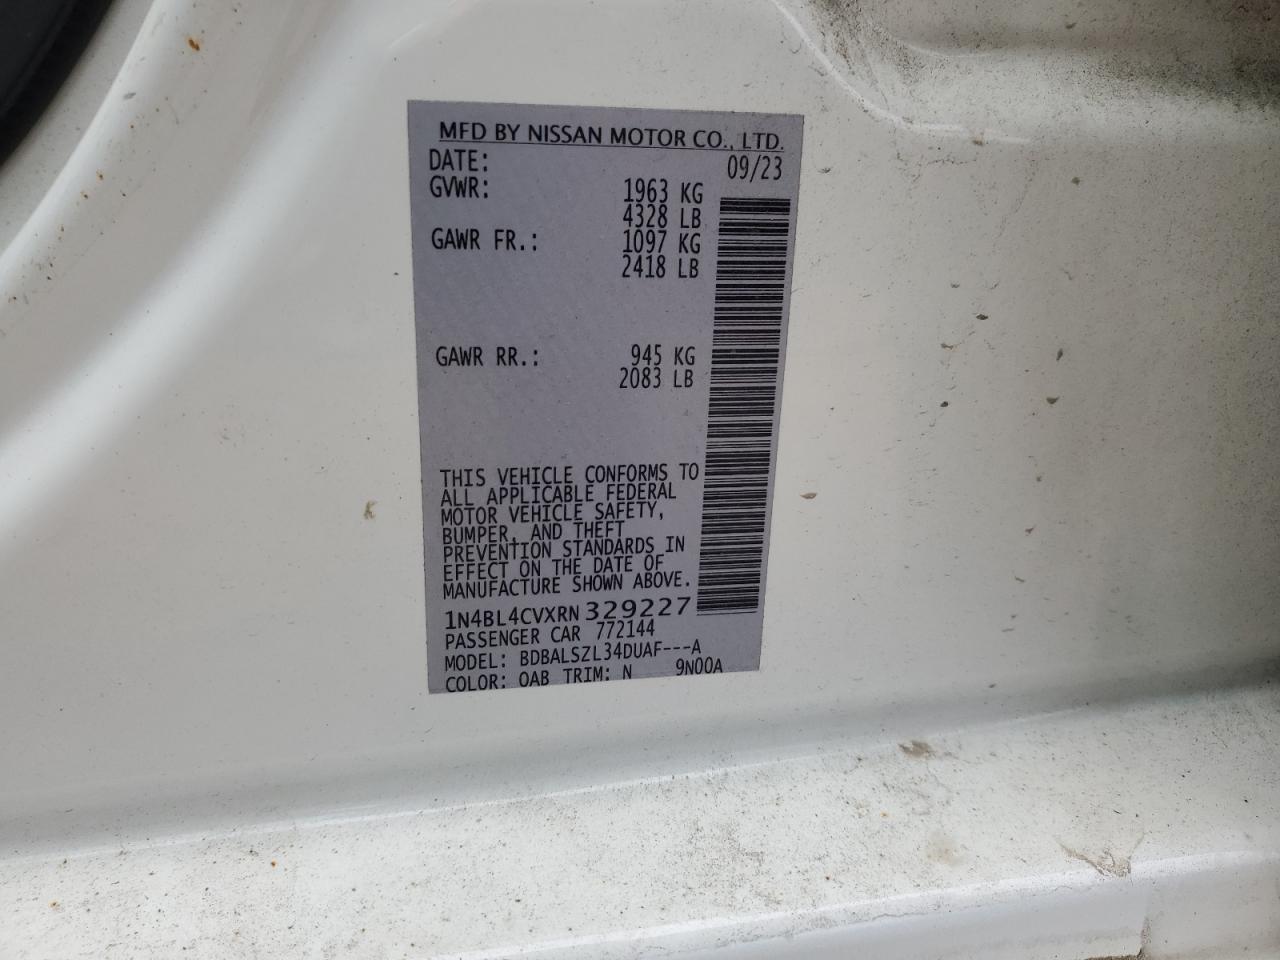 MFD BY NISSAN MOTOR CO., LTD.
DATE: 09/23
GVWR: 1963 KG
4328 LB
GAWR FR.: 1097 KG
2418 LB
GAWR RR.: 945 KG
2083 LB
THIS VEHICLE CONFORMS TO
ALL APPLICABLE FEDERAL
MOTOR VEHICLE SAFETY,
BUMPER, AND THEFT
PREVENTION STANDARDS IN
EFFECT ON THE DATE OF
MANUFACTURE SHOWN ABOVE.
1N4BL4CVXRN329227
PASSENGER CAR 772144
MODEL: BDBALSZL34DUAF---A
COLOR: QAB TRIM: N 9N00A